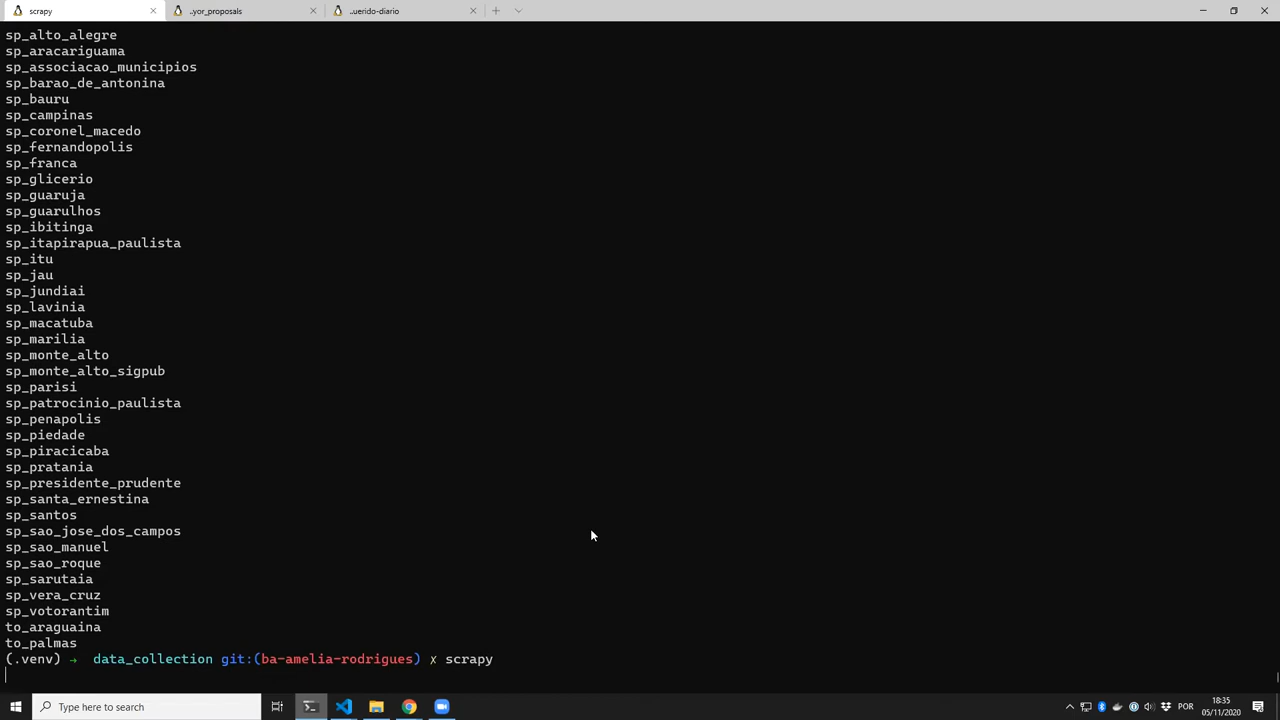 scrapy
..yor_proposals
..uerido-diario
sp_alto_alegre
sp_aracariguama
sp_associacao_municipios
sp_barao_de_antonina
sp_bauru
sp_campinas
sp_coronel_macedo
sp_fernandopolis
sp_franca
sp_glicerio
sp_guaruja
sp_guarulhos
sp_ibitinga
sp_itapirapua_paulista
sp_itu
sp_jau
sp_jundiai
sp_lavinia
sp_macatuba
sp_marilia
sp_monte_alto
sp_monte_alto_sigpub
sp_parisi
sp_patrocinio_paulista
sp_penapolis
sp_piedade
sp_piracicaba
sp_pratania
sp_presidente_prudente
sp_santa_ernestina
sp_santos
sp_sao_jose_dos_campos
sp_sao_manuel
sp_sao_roque
sp_sarutaia
sp_vera_cruz
sp_votorantim
to_araguaina
to_palmas
(.venv) → data_collection git:(ba-amelia-rodrigues) ✗ scrapy
Type here to search
POR
18:35
05/11/2020